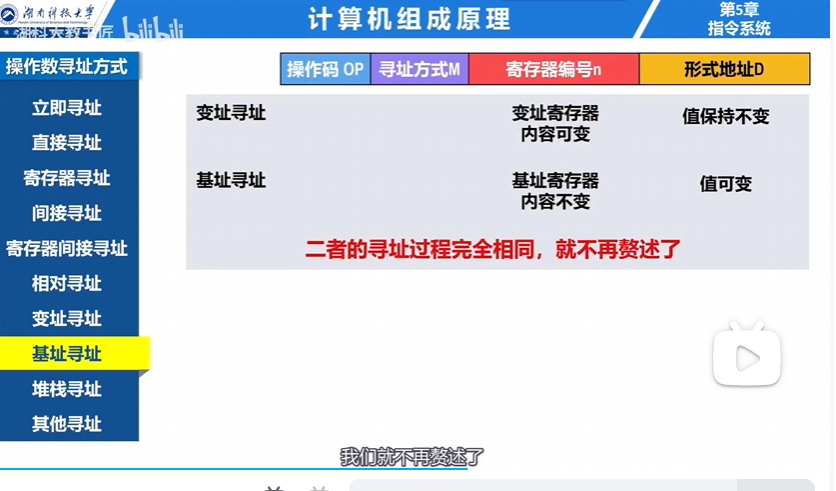 湖南科技大学
计算机组成原理
第5章
指令系统
bilibili
操作数寻址方式
立即寻址
直接寻址
寄存器寻址
间接寻址
寄存器间接寻址
相对寻址
变址寻址
基址寻址
堆栈寻址
其他寻址
操作码 OP 寻址方式M 寄存器编号n 形式地址D
变址寻址 变址寄存器 值保持不变
内容可变
基址寻址 基址寄存器 值可变
内容不变
二者的寻址过程完全相同，就不再赘述了
我们就不再赘述了